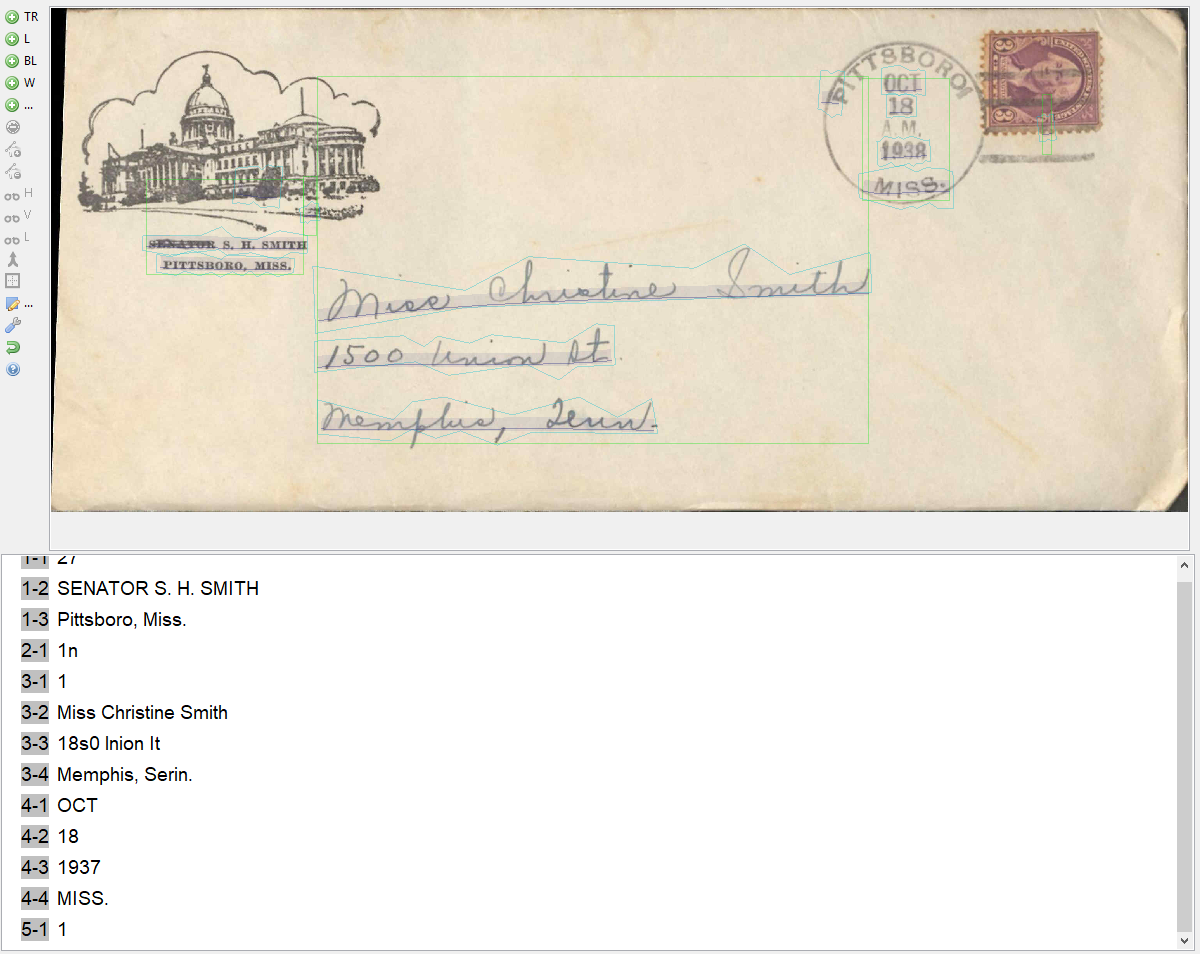 TR
L
BL
W
...
H
V
L
...
SENATOR S. H. SMITH
PITTSBORO, MISS.
PITTSBORO
OCT
18
A.M.
1938
MISS.
3 3
Miss Christine Smith
1500 Union St.
Memphis, Tenn.
1-1 27
1-2 SENATOR S. H. SMITH
1-3 Pittsboro, Miss.
2-1 1n
3-1 1
3-2 Miss Christine Smith
3-3 18s0 Inion It
3-4 Memphis, Serin.
4-1 OCT
4-2 18
4-3 1937
4-4 MISS.
5-1 1